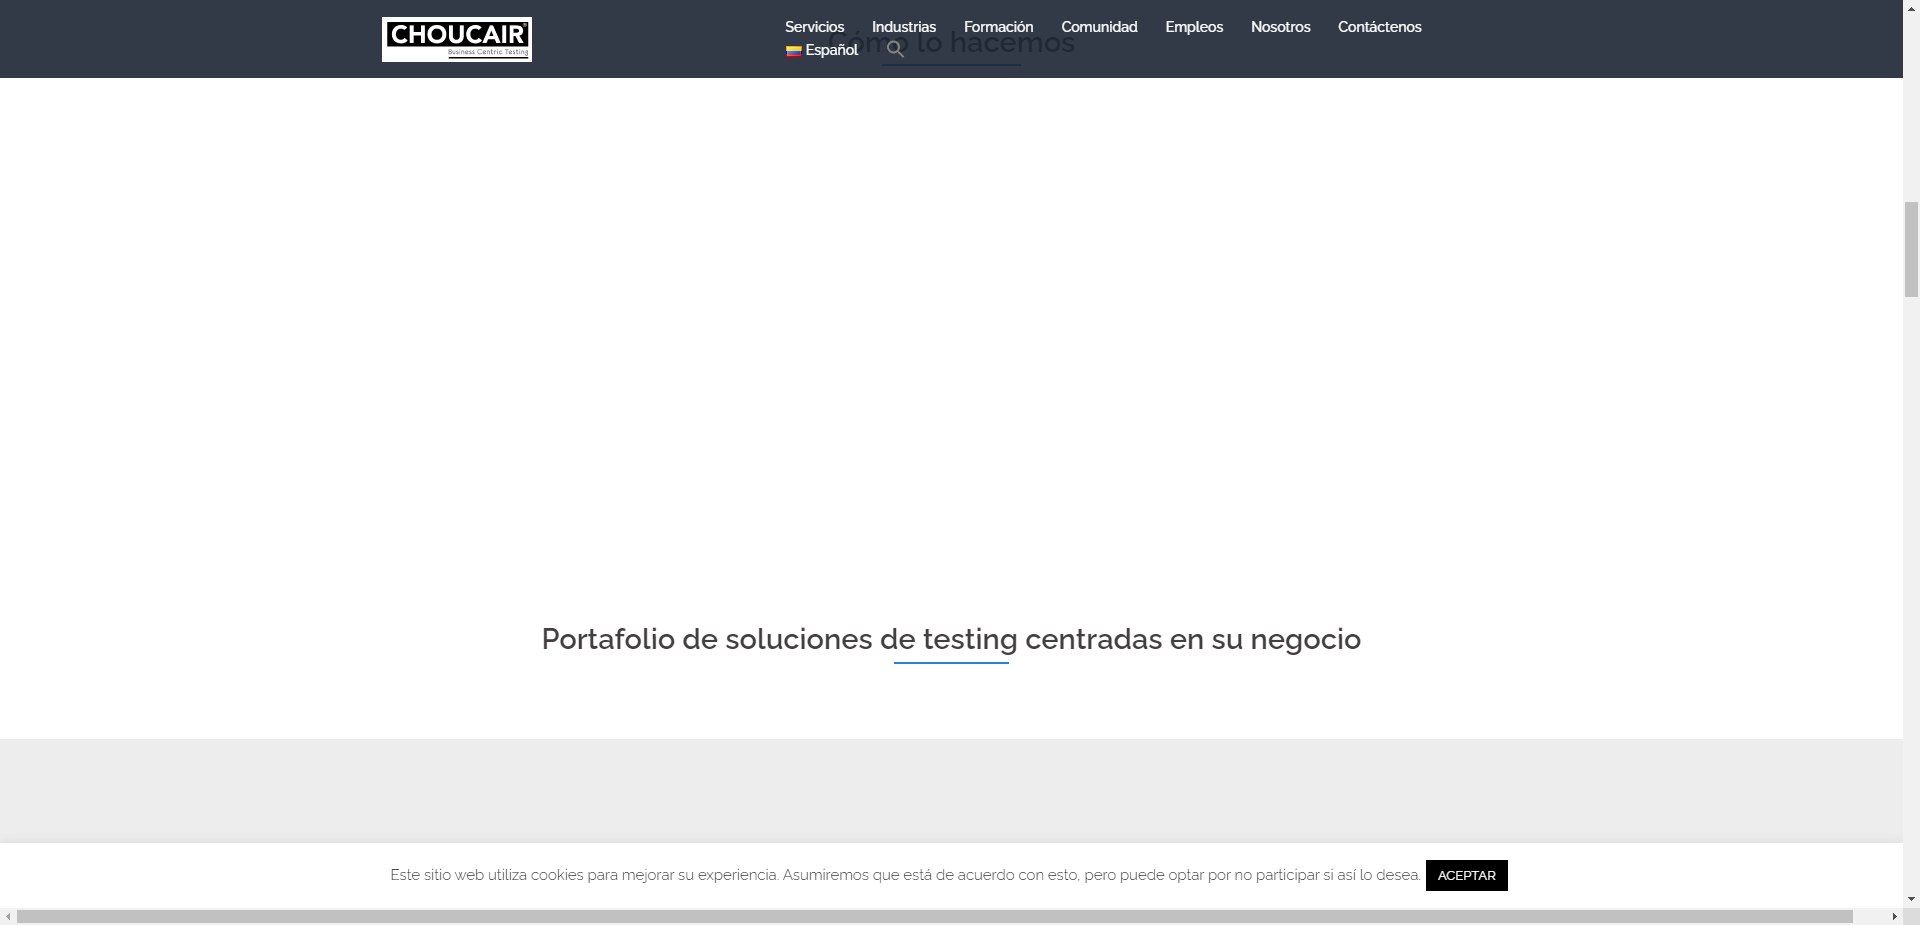 CHOUCAIR
Business Centric Testing
Servicios Industrias Formación Comunidad Empleos Nosotros Contáctenos
Español
Cómo lo hacemos
Portafolio de soluciones de testing centradas en su negocio
Este sitio web utiliza cookies para mejorar su experiencia. Asumiremos que está de acuerdo con esto, pero puede optar por no participar si así lo desea. ACEPTAR